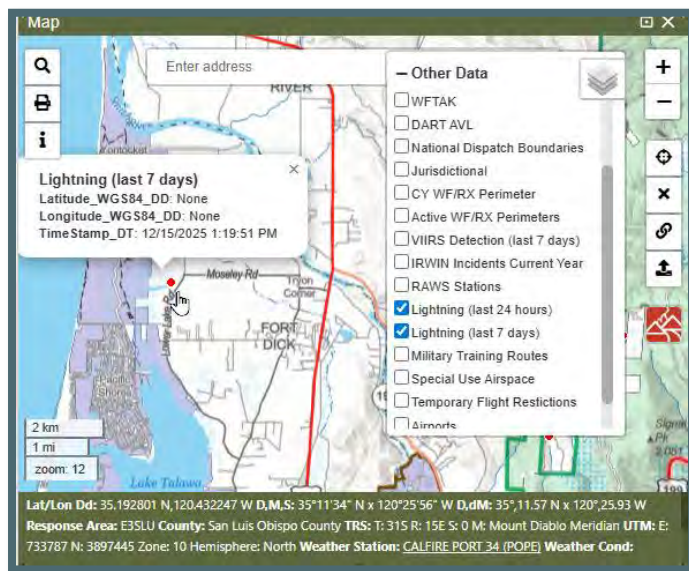 Map
Enter address
RIVER
Other Data
WFTAK
DART AVL
National Dispatch Boundaries
Jurisdictional
CY WF/RX Perimeter
Active WF/RX Perimeters
VIIRS Detection (last 7 days)
IRWIN Incidents Current Year
RAWS Stations
Lightning (last 24 hours)
Lightning (last 7 days)
Military Training Routes
Special Use Airspace
Temporary Flight Restictions
Airports
+
−
i
Lightning (last 7 days)
Latitude_WGS84_DD: None
Longitude_WGS84_DD: None
TimeStamp_DT: 12/15/2025 1:19:51 PM
Moseley Rd
Tryon
Corner
FORT
DICK
Pacific
Shores
2 km
1 mi
zoom: 12
Lake Talawa
199
Lat/Lon Dd: 35.192801 N,120.432247 W D,M,S: 35°11'34" N x 120°25'56" W D,dM: 35°,11.57 N x 120°,25.93 W
Response Area: E3SLU County: San Luis Obispo County TRS: T: 31S R: 15E S: 0 M: Mount Diablo Meridian UTM: E:
733787 N: 3897445 Zone: 10 Hemisphere: North Weather Station: CALFIRE PORT 34 (POPE) Weather Cond: